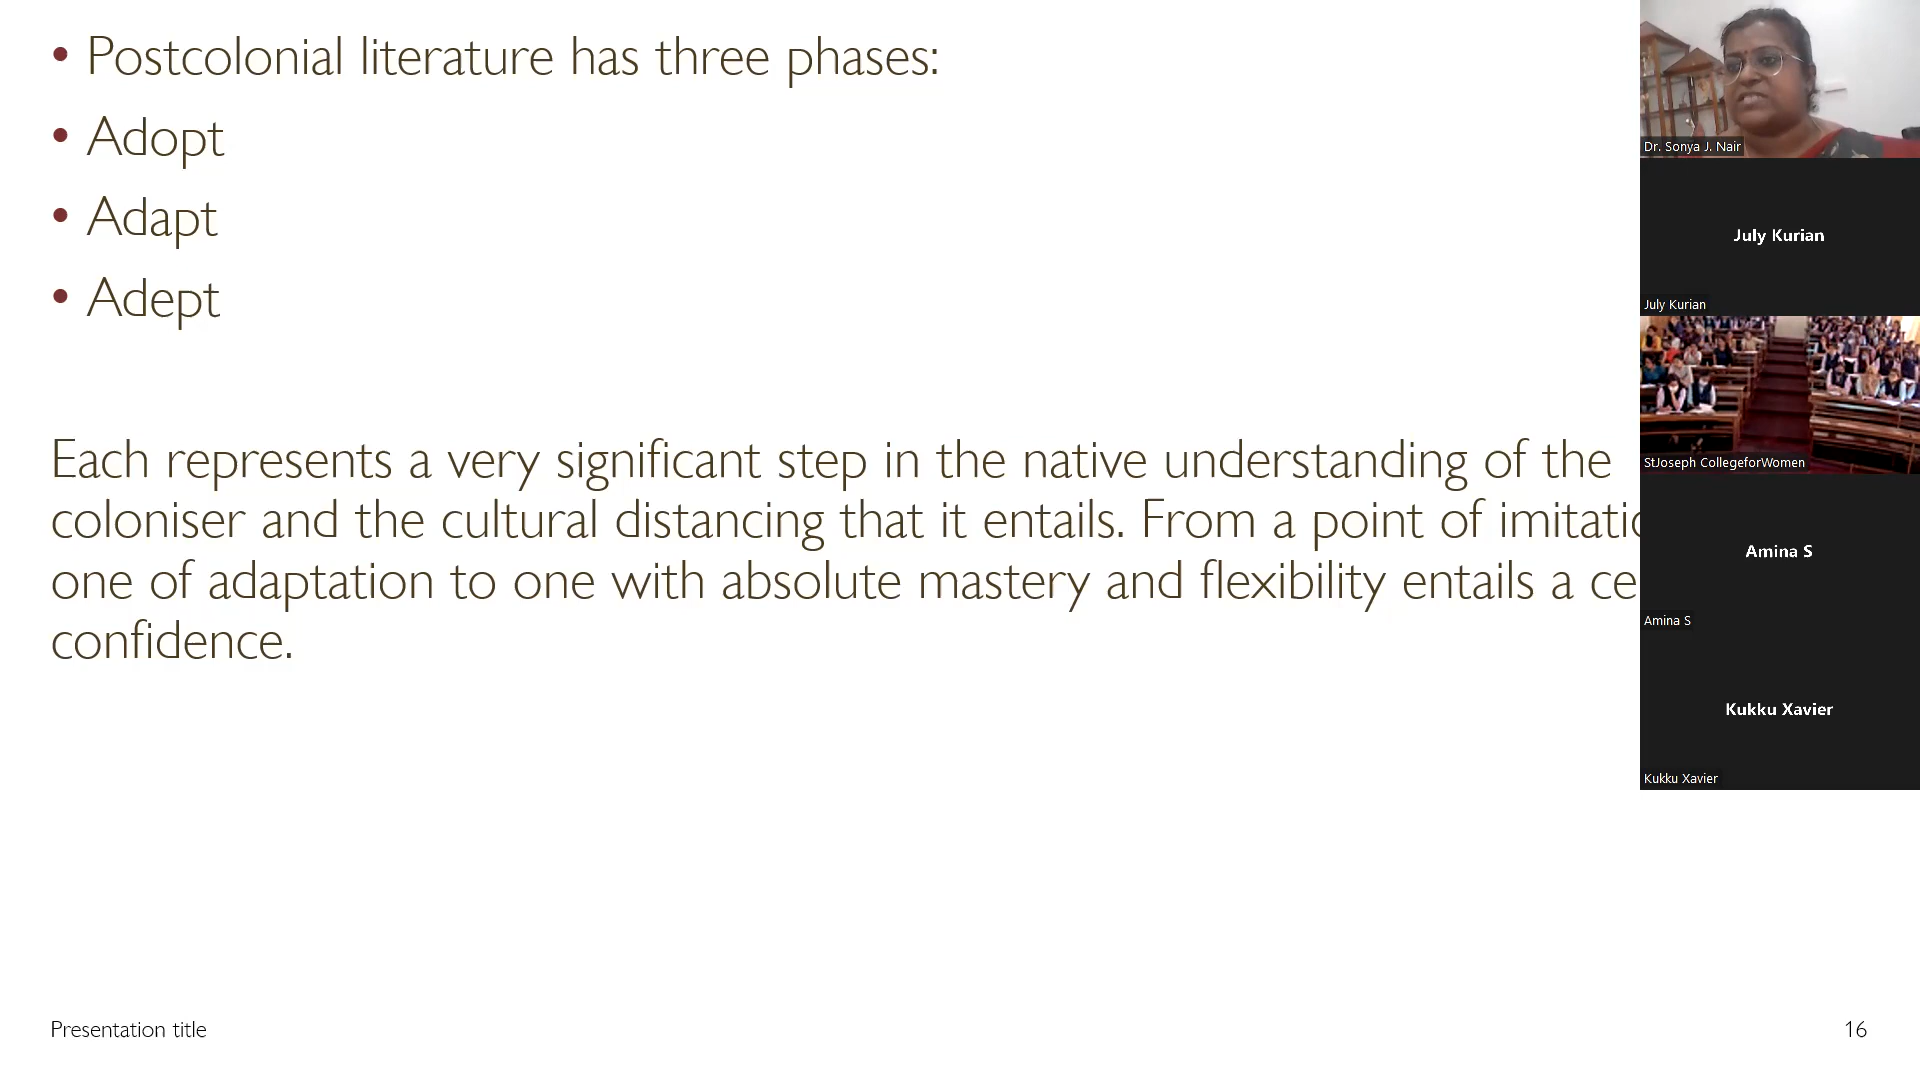 • Postcolonial literature has three phases:
• Adopt
• Adapt
• Adept
Each represents a very significant step in the native understanding of the
coloniser and the cultural distancing that it entails. From a point of
one of adaptation to one with absolute mastery and flexibility entails a
confidence.
Presentation title
16
Dr. Sonya J. Nair
July Kurian
July Kurian
StJoseph CollegeforWomen
Amina S
Amina S
Kukku Xavier
Kukku Xavier